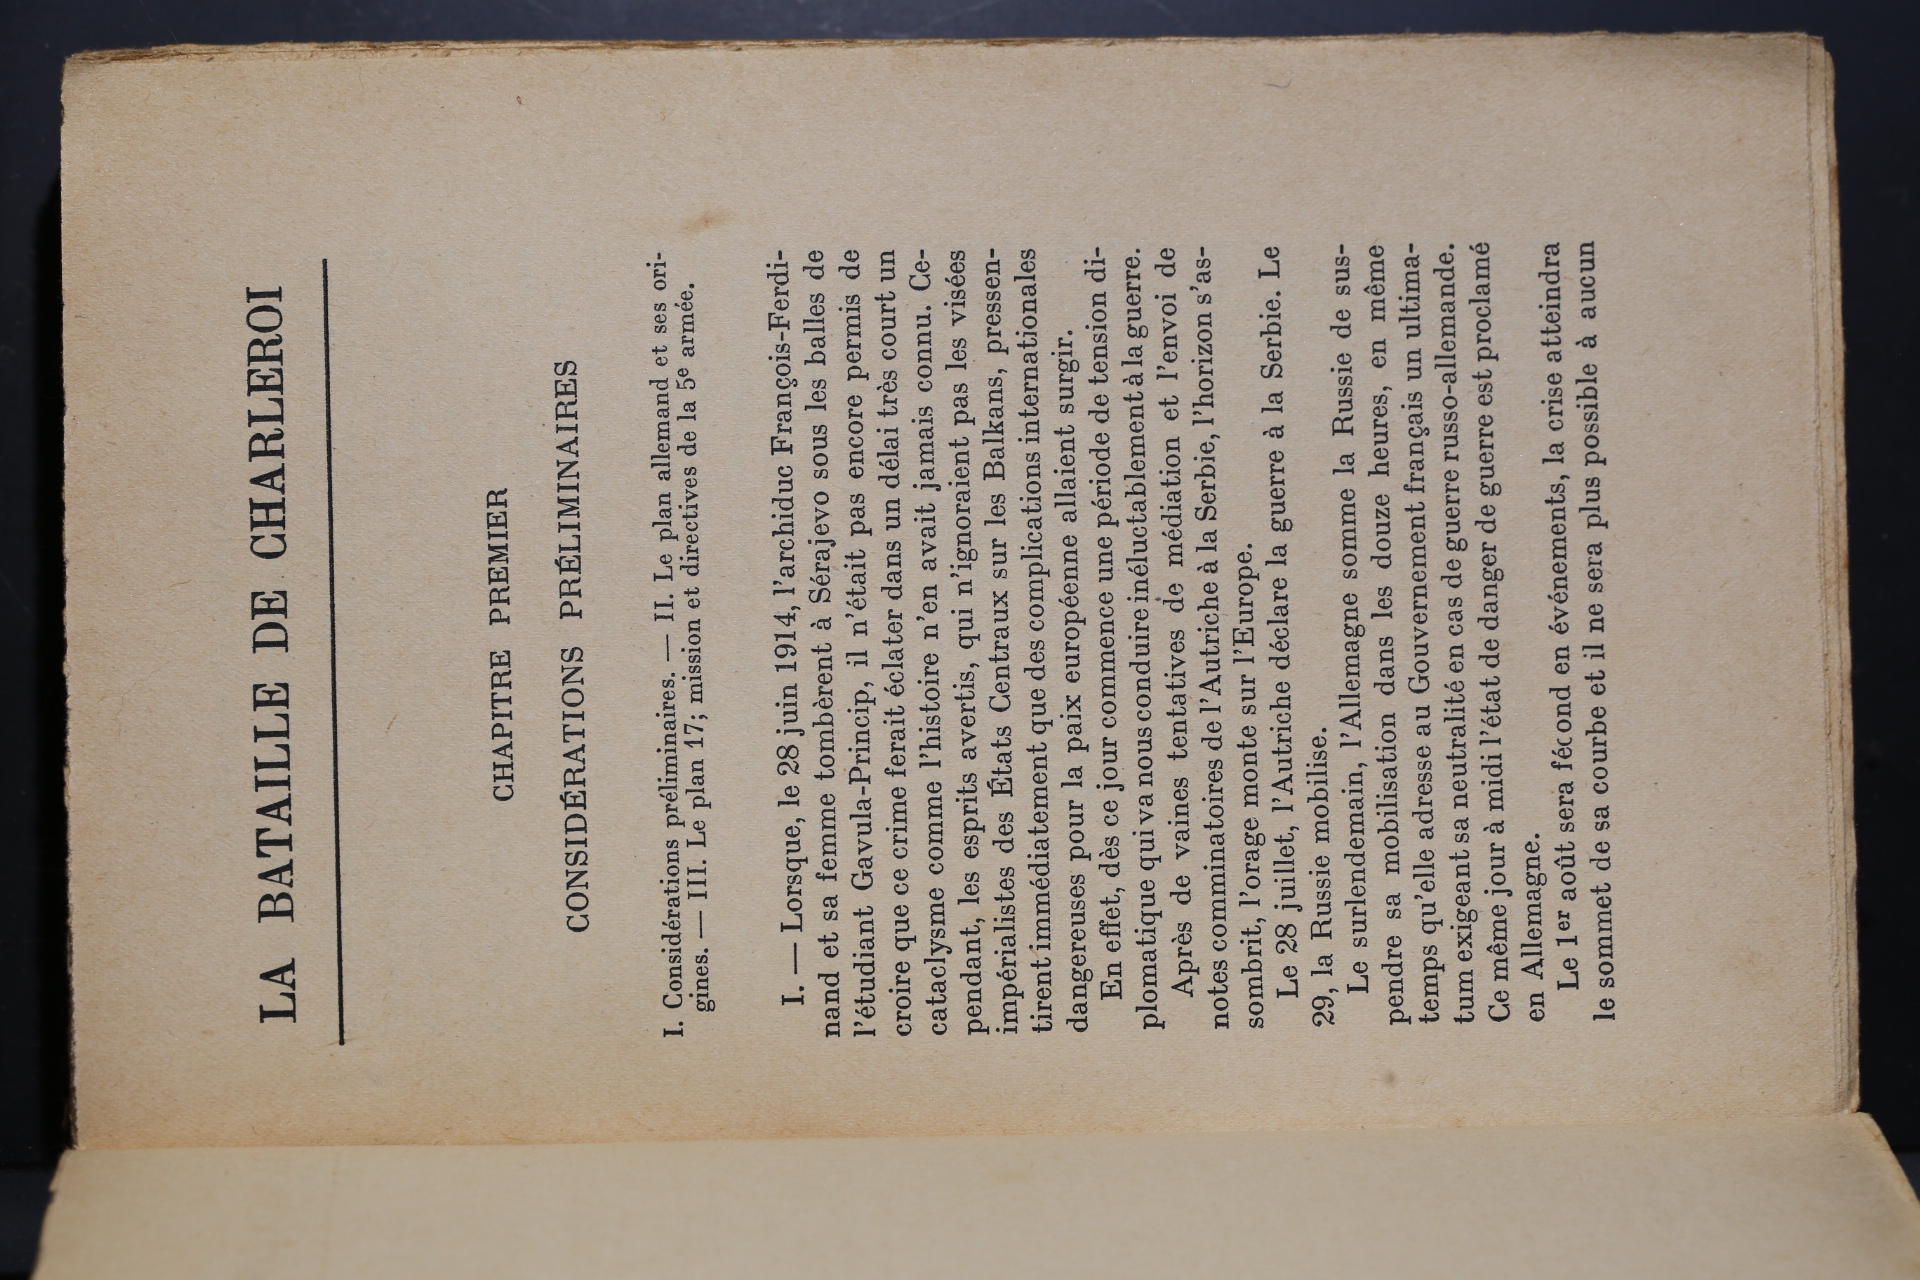 LA BATAILLE DE CHARLEROI
CHAPITRE PREMIER
CONSIDÉRATIONS PRÉLIMINAIRES
I. Considérations préliminaires. — II. Le plan allemand et ses ori-
gines. — III. Le plan 17; mission et directives de la 5e armée.
I. — Lorsque, le 28 juin 1914, l'archiduc François-Ferdi-
nand et sa femme tombèrent à Sérajevo sous les balles de
l'étudiant Gavula-Princip, il n'était pas encore permis de
croire que ce crime ferait éclater dans un délai très court un
cataclysme comme l'histoire n'en avait jamais connu. Ce-
pendant, les esprits avertis, qui n'ignoraient pas les visées
impérialistes des États Centraux sur les Balkans, pressen-
tirent immédiatement que des complications internationales
dangereuses pour la paix européenne allaient surgir.
En effet, dès ce jour commence une période de tension di-
plomatique qui va nous conduire inéluctablement à la guerre.
Après de vaines tentatives de médiation et l'envoi de
notes comminatoires de l'Autriche à la Serbie, l'horizon s'as-
sombrit, l'orage monte sur l'Europe.
Le 28 juillet, l'Autriche déclare la guerre à la Serbie. Le
29, la Russie mobilise.
Le surlendemain, l'Allemagne somme la Russie de sus-
pendre sa mobilisation dans les douze heures, en même
temps qu'elle adresse au Gouvernement français un ultima-
tum exigeant sa neutralité en cas de guerre russo-allemande.
Ce même jour à midi l'état de danger de guerre est proclamé
en Allemagne.
Le 1er août sera fécond en événements, la crise atteindra
le sommet de sa courbe et il ne sera plus possible à aucun